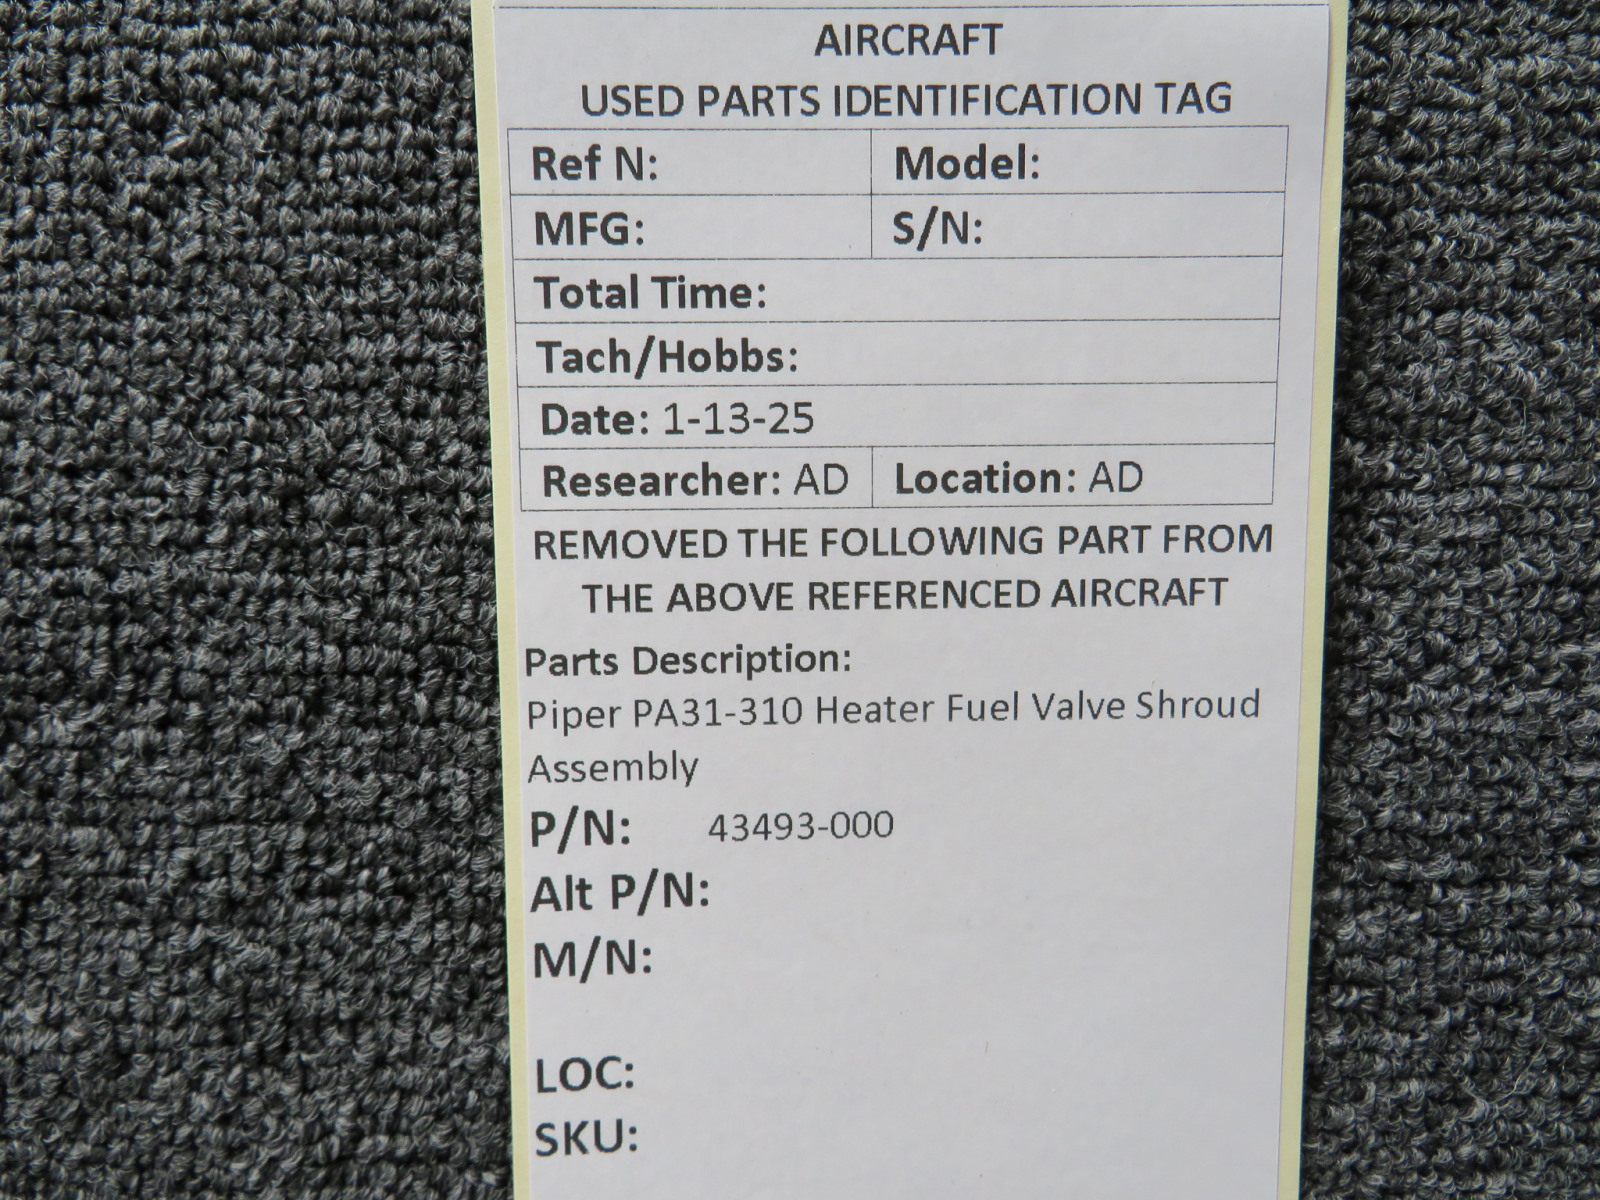 AIRCRAFT
USED PARTS IDENTIFICATION TAG
Ref N: Model:
MFG: S/N:
Total Time:
Tach/Hobbs:
Date: 1-13-25
Researcher: AD Location: AD
REMOVED THE FOLLOWING PART FROM
THE ABOVE REFERENCED AIRCRAFT
Parts Description:
Piper PA31-310 Heater Fuel Valve Shroud
Assembly
P/N: 43493-000
Alt P/N:
M/N:
LOC:
SKU: